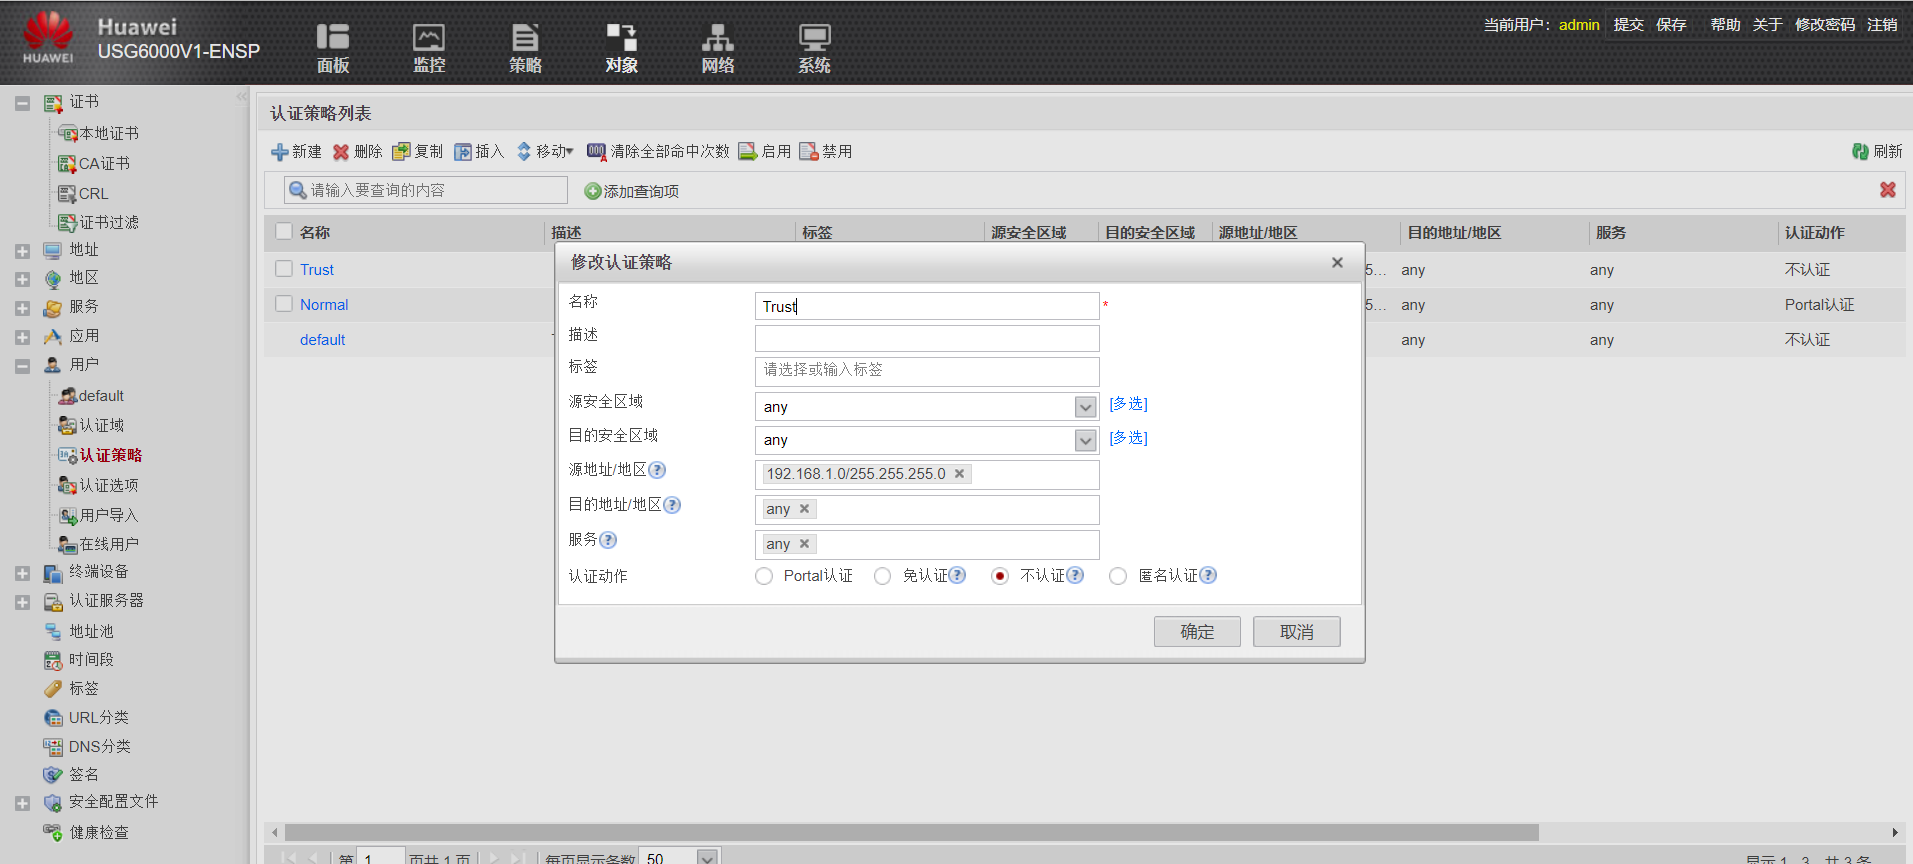 HUAWEI
Huawei
USG6000V1-ENSP
面板
监控
策略
对象
网络
系统
当前用户： admin 提交 保存 帮助 关于 修改密码 注销
证书
本地证书
CA证书
CRL
证书过滤
地址
地区
服务
应用
用户
default
认证域
认证策略
认证选项
用户导入
在线用户
终端设备
认证服务器
地址池
时间段
标签
URL分类
DNS分类
签名
安全配置文件
健康检查
认证策略列表
新建 删除 复制 插入 移动 清除全部命中次数 启用 禁用 刷新
请输入要查询的内容 添加查询项
名称 描述 标签 源安全区域 目的安全区域 源地址/地区 目的地址/地区 服务 认证动作
Trust 5... any any 不认证
Normal 5... any any Portal认证
default any any 不认证
修改认证策略
名称 Trust *
描述
标签 请选择或输入标签
源安全区域 any [多选]
目的安全区域 any [多选]
源地址/地区 192.168.1.0/255.255.255.0
目的地址/地区 any
服务 any
认证动作 Portal认证 免认证 不认证 匿名认证
确定 取消
第 1 页共 1 页 每页显示条数 50 显示 1 - 3，共 3 条